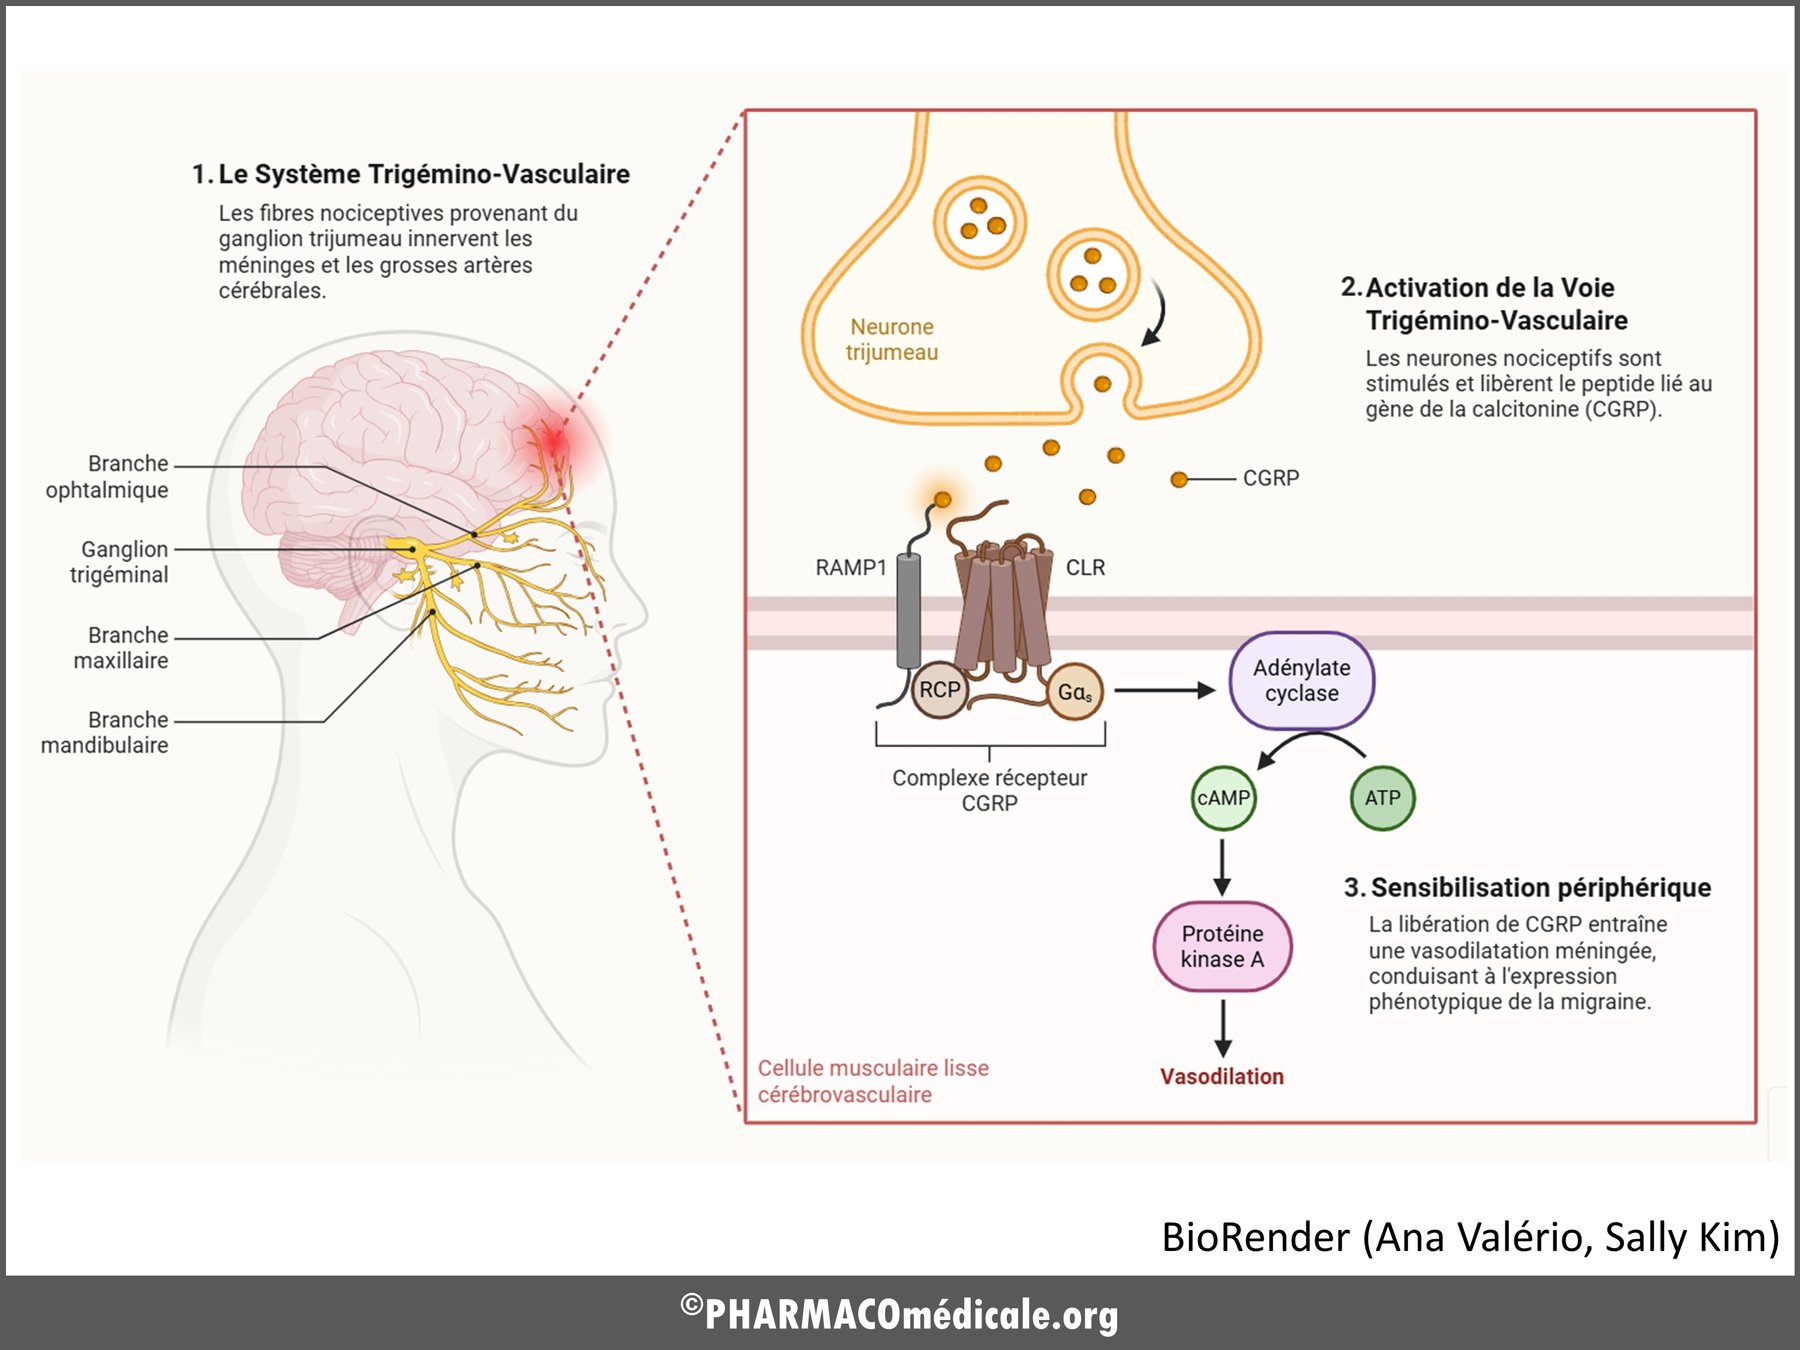 1. Le Système Trigémino-Vasculaire
Les fibres nociceptives provenant du
ganglion trijumeau innervent les
méninges et les grosses artères
cérébrales.
Branche
ophtalmique
Ganglion
trigéminal
Branche
maxillaire
Branche
mandibulaire
Neurone
trijumeau
2. Activation de la Voie
Trigémino-Vasculaire
Les neurones nociceptifs sont
stimulés et libèrent le peptide lié au
gène de la calcitonine (CGRP).
CGRP
RAMP1
CLR
RCP
Gαs
Adénylate
cyclase
Complexe récepteur
CGRP
cAMP
ATP
Protéine
kinase A
Vasodilation
3. Sensibilisation périphérique
La libération de CGRP entraîne
une vasodilatation méningée,
conduisant à l'expression
phénotypique de la migraine.
Cellule musculaire lisse
cérébrovasculaire
BioRender (Ana Valério, Sally Kim)
©PHARMACOmédicale.org